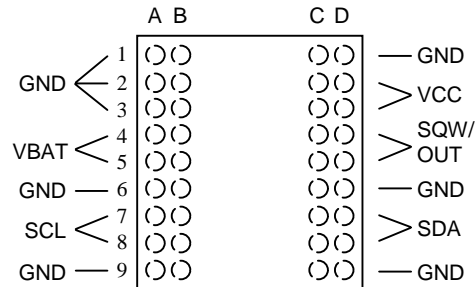 A B C D
1 GND
GND 2 VCC
3
4 SQW/
VBAT OUT
5
GND 6 GND
7
SCL SDA
8
GND 9 GND